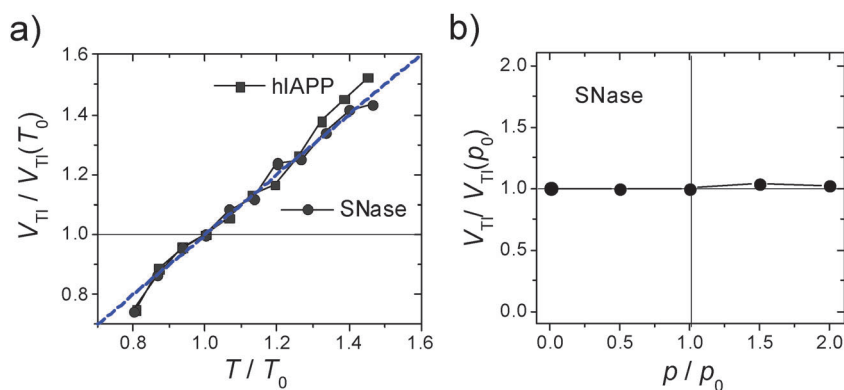 a)
1.6
1.4
1.2
1.0
0.8
V_TI / V_TI(T_0)
hIAPP
SNase
0.8 1.0 1.2 1.4 1.6
T / T_0
b)
2.0
1.5
1.0
0.5
0.0
V_TI / V_TI(p_0)
SNase
0.0 0.5 1.0 1.5 2.0
p / p_0